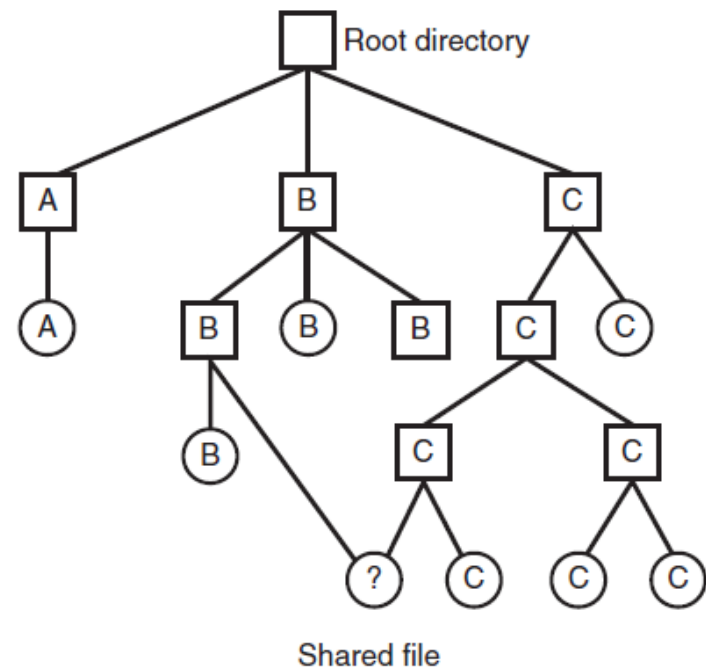 Root directory
A B C
A B B B C C
B C C
? C C C
Shared file